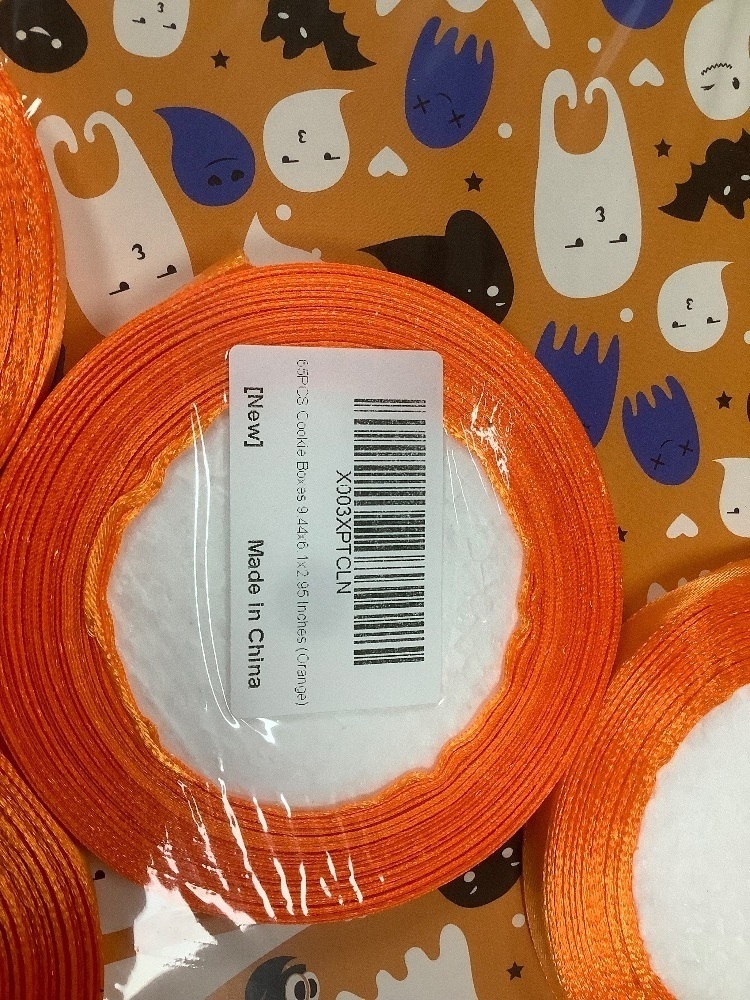 X003XPTCLN
65PCS Cookie Boxes 9.44x6.1x2.95 Inches (Orange)
[New] Made in China